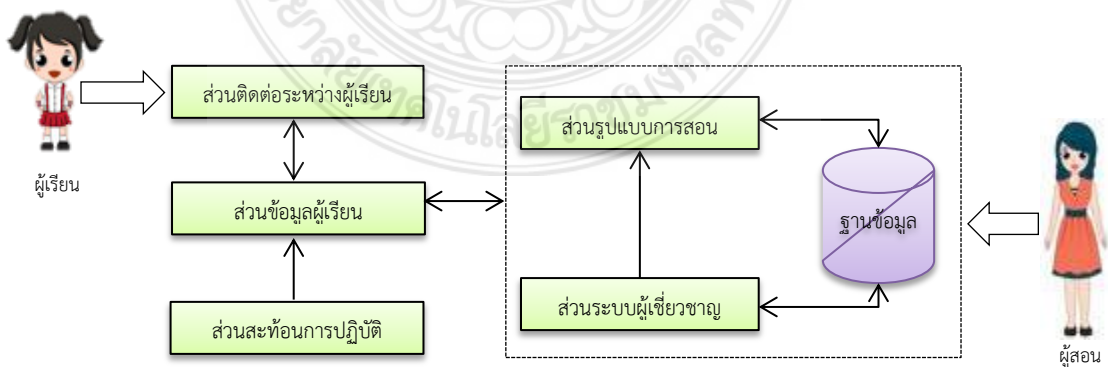 ส่วนติดต่อระหว่างผู้เรียน
ผู้เรียน
ส่วนข้อมูลผู้เรียน
ส่วนสะท้อนการปฏิบัติ
ส่วนรูปแบบการสอน
ฐานข้อมูล
ส่วนระบบผู้เชี่ยวชาญ
ผู้สอน